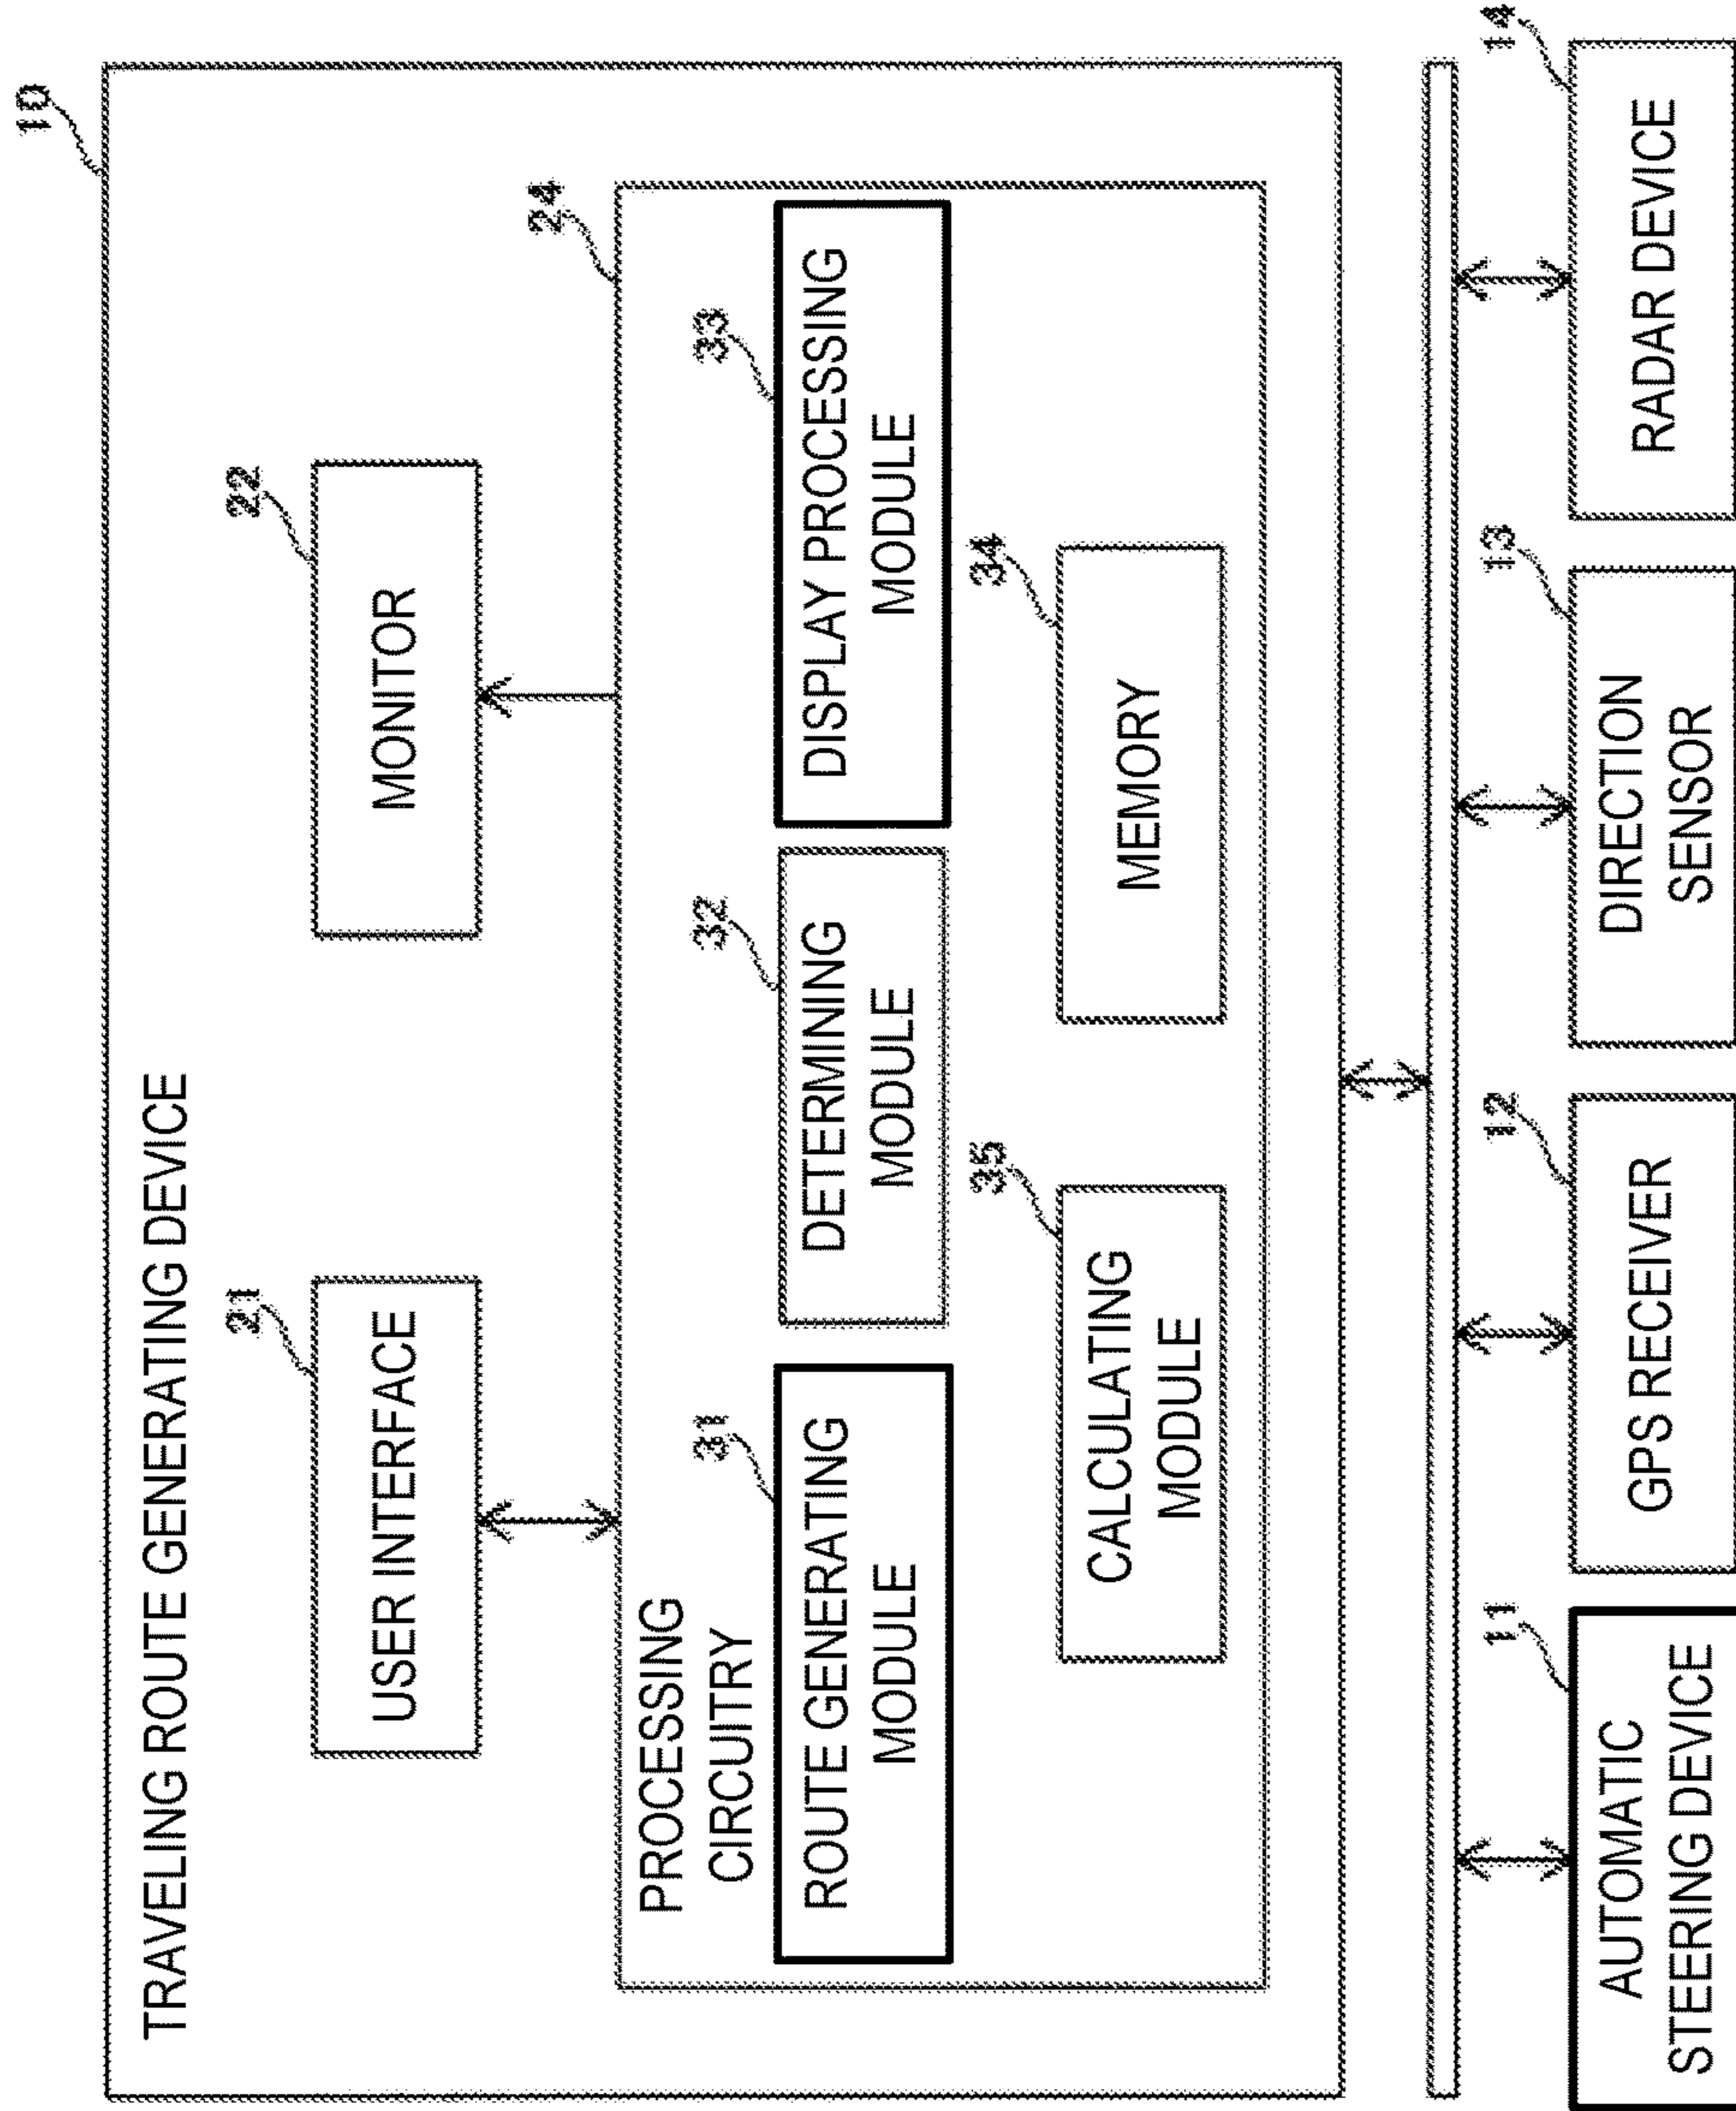 10
TRAVELING ROUTE GENERATING DEVICE
21
USER INTERFACE
22
MONITOR
24
PROCESSING
CIRCUITRY
31
ROUTE GENERATING
MODULE
32
DETERMINING
MODULE
33
DISPLAY PROCESSING
MODULE
35
CALCULATING
MODULE
34
MEMORY
11
AUTOMATIC
STEERING DEVICE
12
GPS RECEIVER
13
DIRECTION
SENSOR
14
RADAR DEVICE